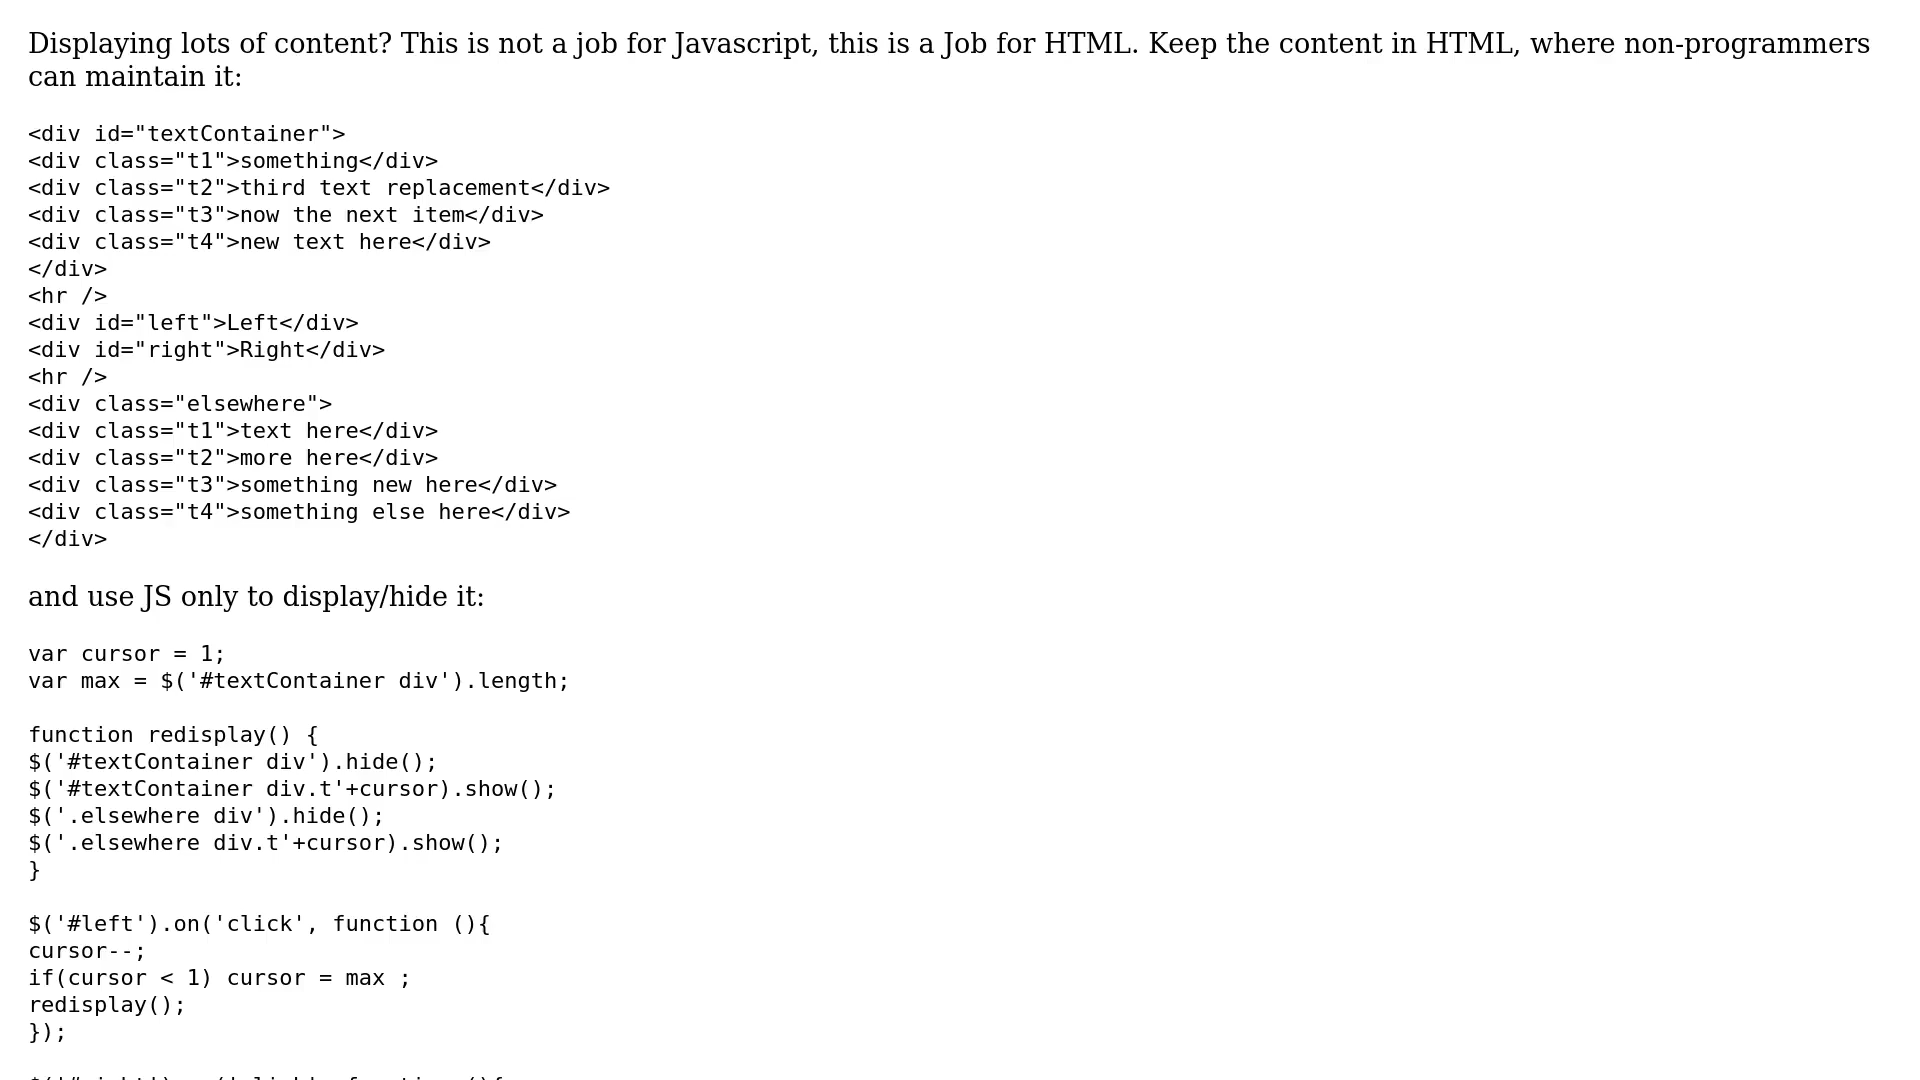 Displaying lots of content? This is not a job for Javascript, this is a Job for HTML. Keep the content in HTML, where non-programmers
can maintain it:
<div id="textContainer">
<div class="t1">something</div>
<div class="t2">third text replacement</div>
<div class="t3">now the next item</div>
<div class="t4">new text here</div>
</div>
<hr />
<div id="left">Left</div>
<div id="right">Right</div>
<hr />
<div class="elsewhere">
<div class="t1">text here</div>
<div class="t2">more here</div>
<div class="t3">something new here</div>
<div class="t4">something else here</div>
</div>
and use JS only to display/hide it:
var cursor = 1;
var max = $('#textContainer div').length;
function redisplay() {
$('#textContainer div').hide();
$('#textContainer div.t'+cursor).show();
$('.elsewhere div').hide();
$('.elsewhere div.t'+cursor).show();
}
$('#left').on('click', function (){
cursor--;
if(cursor < 1) cursor = max ;
redisplay();
});